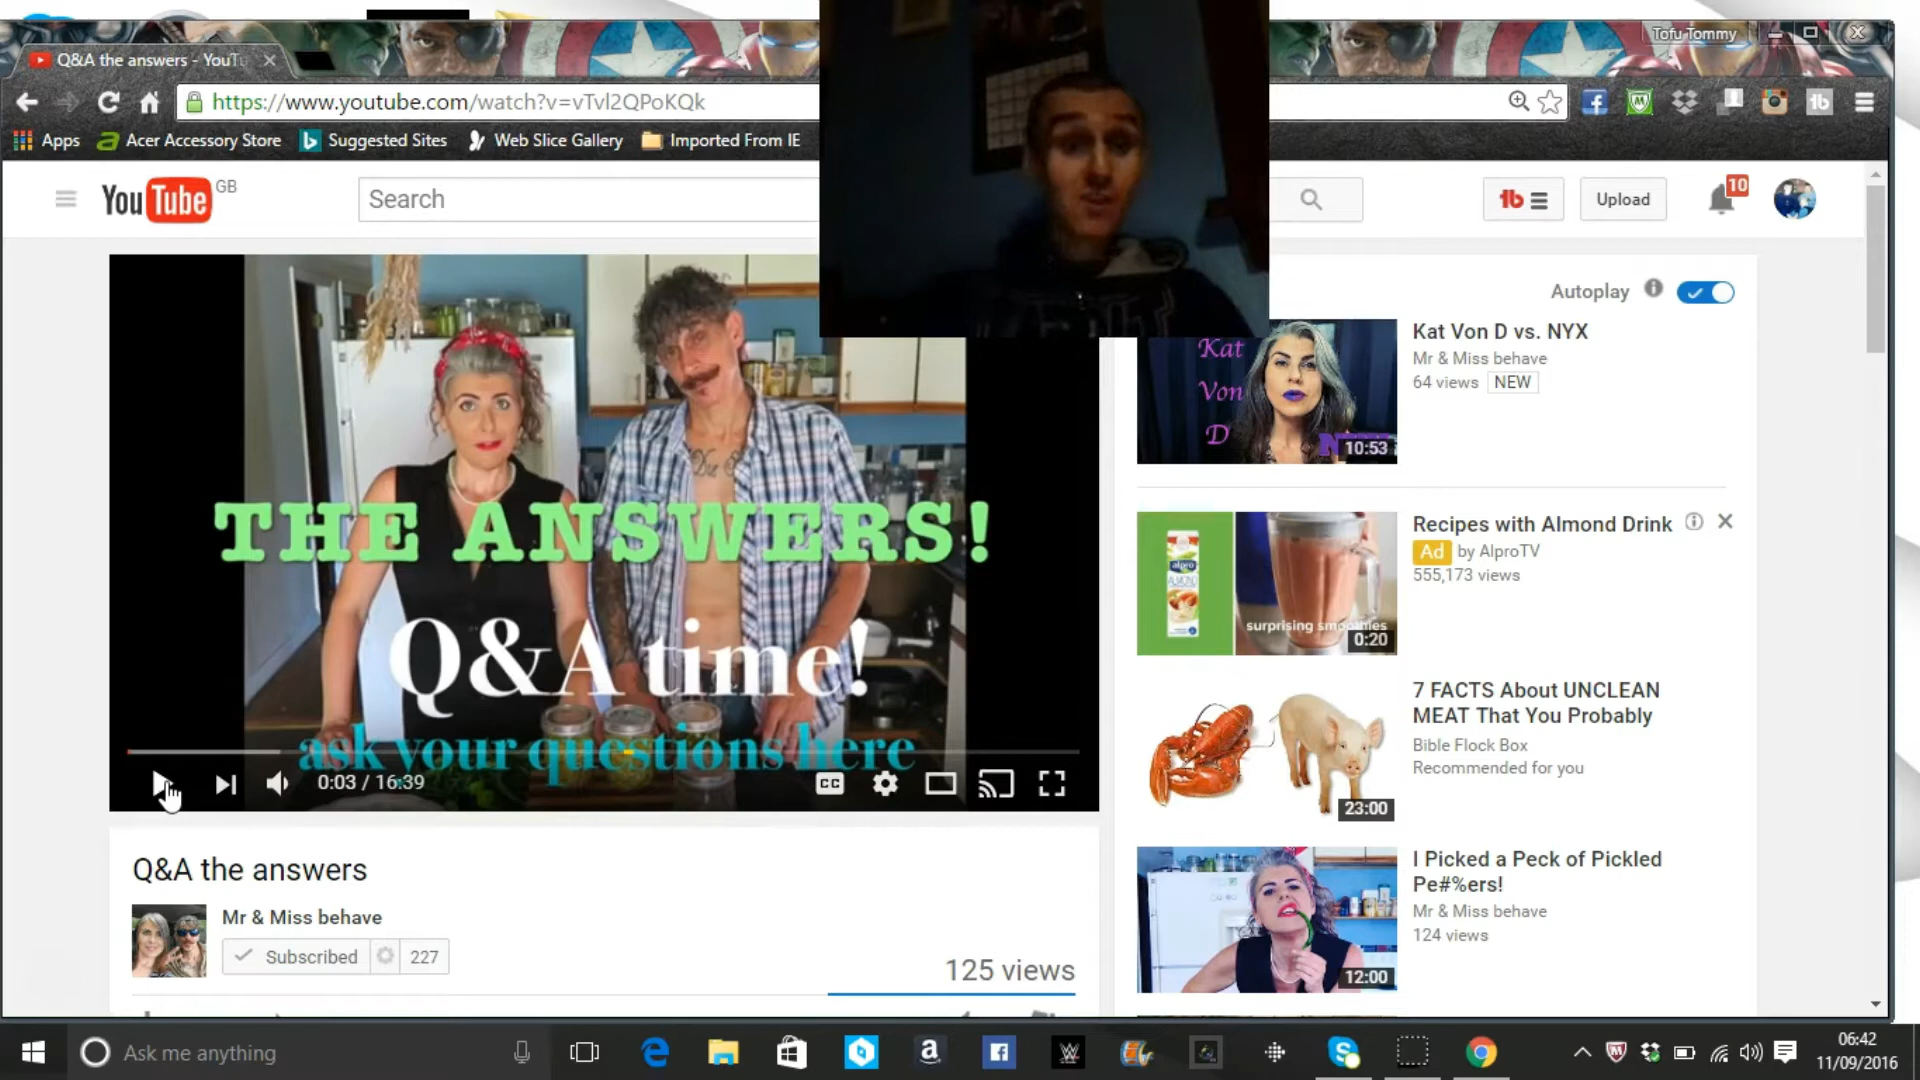 Tofu Tommy
Q&A the answers - YouTu
https://www.youtube.com/watch?v=vTvl2QPoKQk
Apps
Acer Accessory Store
Suggested Sites
Web Slice Gallery
Imported From IE
YouTube GB
Search
Upload
10
THE ANSWERS!
Q&A time!
ask your questions here
0:03 / 16:39
CC
Q&A the answers
Mr & Miss behave
Subscribed 227
125 views
Autoplay
Kat Von D
10:53
Kat Von D vs. NYX
Mr & Miss behave
64 views NEW
alpro
ALMOND
surprising smoothies
0:20
Recipes with Almond Drink
Ad by AlproTV
555,173 views
23:00
7 FACTS About UNCLEAN
MEAT That You Probably
Bible Flock Box
Recommended for you
12:00
I Picked a Peck of Pickled
Pe#%ers!
Mr & Miss behave
124 views
Ask me anything
06:42
11/09/2016